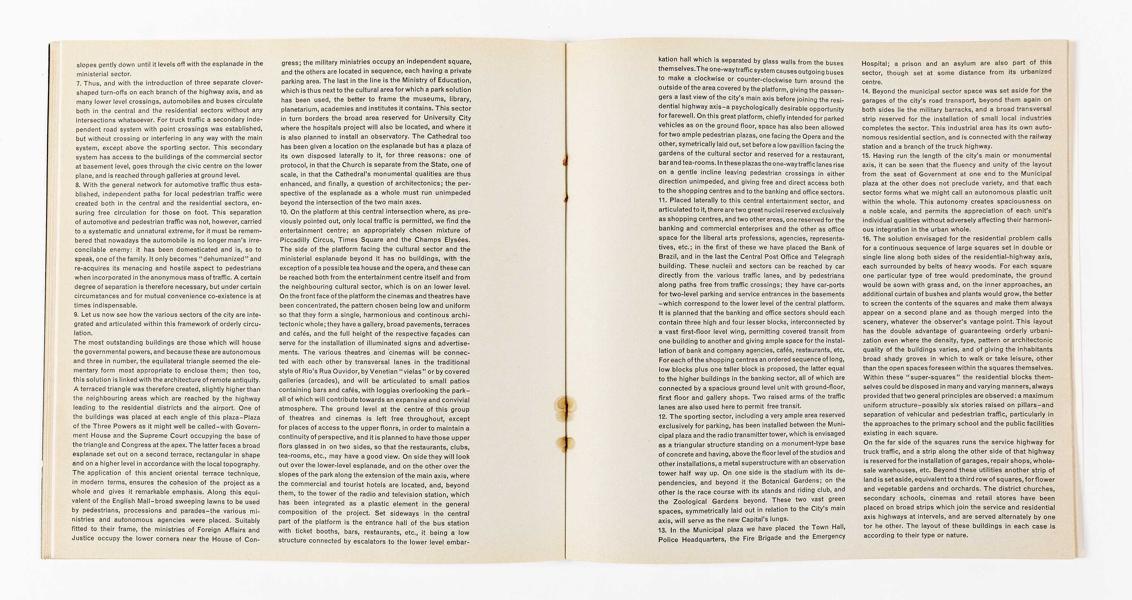 slopes gently down until it levels off with the esplanade in the
ministerial sector.
7. Thus, and with the introduction of three separate clover-
shaped turn-offs on each branch of the highway axis, and as
many lower level crossings, automobiles and buses circulate
both in the central and the residential sectors without any
intersections whatsoever. For truck traffic a secondary inde-
pendent road system with point crossings was established,
but without crossing or interfering in any way with the main
system, except above the sporting sector. This secondary
system has access to the buildings of the commercial sector
at basement level, goes through the civic centre on the lower
plane, and is reached through galleries at ground level.
8. With the general network for automotive traffic thus esta-
blished, independent paths for local pedestrian traffic were
created both in the central and the residential sectors, en-
suring free circulation for those on foot. This separation
of automotive and pedestrian traffic was not, however, carried
to a systematic and unnatural extreme, for it must be remem-
bered that nowadays the automobile is no longer man's irre-
concilable enemy: it has been domesticated and is, so to
speak, one of the family. It only becomes "dehumanized" and
re-acquires its menacing and hostile aspect to pedestrians
when incorporated in the anonymous mass of traffic. A certain
degree of separation is therefore necessary, but under certain
circumstances and for mutual convenience co-existence is at
times indispensable.
9. Let us now see how the various sectors of the city are inte-
grated and articulated within this framework of orderly circu-
lation.
The most outstanding buildings are those which will house
the governmental powers, and because these are autonomous
and three in number, the equilateral triangle seemed the ele-
mentary form most appropriate to enclose them; then too,
this solution is linked with the architecture of remote antiquity.
A terraced triangle was therefore created, slightly higher than
the neighbouring areas which are reached by the highway
leading to the residential districts and the airport. One of
the buildings was placed at each angle of this plaza–Plaza
of the Three Powers as it might well be called–with Govern-
ment House and the Supreme Court occupying the base of
the triangle and Congress at the apex. The latter faces a broad
esplanade set out on a second terrace, rectangular in shape
and on a higher level in accordance with the local topography.
The application of this ancient oriental terrace technique,
in modern terms, ensures the cohesion of the project as a
whole and gives it remarkable emphasis. Along this equi-
valent of the English Mall–broad sweeping lawns to be used
by pedestrians, processions and parades–the various mi-
nistries and autonomous agencies were placed. Suitably
fitted to their frame, the ministries of Foreign Affairs and
Justice occupy the lower corners near the House of Con-
gress; the military ministries occupy an independent square,
and the others are located in sequence, each having a private
parking area. The last in the line is the Ministry of Education,
which is thus next to the cultural area for which a park solution
has been used, the better to frame the museums, library,
planetarium, academies and institutes it contains. This sector
in turn borders the broad area reserved for University City
where the hospitals project will also be located, and where it
is also planned to install an observatory. The Cathedral too
has been given a location on the esplanade but has a plaza of
its own disposed laterally to it, for three reasons: one of
protocol, in that the Church is separate from the State, one of
scale, in that the Cathedral's monumental qualities are thus
enhanced, and finally, a question of architectonics; the per-
spective of the esplanade as a whole must run unimpeded
beyond the intersection of the two main axes.
10. On the platform at this central intersection where, as pre-
viously pointed out, only local traffic is permitted, we find the
entertainment centre; an appropriately chosen mixture of
Piccadilly Circus, Times Square and the Champs Elysées.
The side of the platform facing the cultural sector and the
ministerial esplanade beyond it has no buildings, with the
exception of a possible tea house and the opera, and these can
be reached both from the entertainment centre itself and from
the neighbouring cultural sector, which is on a lower level.
On the front face of the platform the cinemas and theatres have
been concentrated, the pattern chosen being low and uniform
so that they form a single, harmonious and continous archi-
tectonic whole; they have a gallery, broad pavements, terraces
and cafés, and the full height of the respective façades can
serve for the installation of illuminated signs and advertise-
ments. The various theatres and cinemas will be connec-
ted with each other by transversal lanes in the traditional
style of Rio's Rua Ouvidor, by Venetian "vielas" or by covered
galleries (arcades), and will be articulated to small patios
containing bars and cafés, with loggias overlooking the park–
all of which will contribute towards an expansive and convivial
atmosphere. The ground level at the centre of this group
of theatres and cinemas is left free throughout, except
for places of access to the upper flonrs, in order to maintain a
continuity of perspective, and it is planned to have those upper
flors glassed in on two sides, so that the restaurants, clubs,
tea-rooms, etc., may have a good view. On side they will look
out over the lower-level esplanade, and on the other over the
slopes of the park along the extension of the main axis, where
the commercial and tourist hotels are located, and, beyond
them, to the tower of the radio and television station, which
has been integrated as a plastic element in the general
composition of the project. Set sideways in the central
part of the platform is the entrance hall of the bus station
with ticket booths, bars, restaurants, etc., it being a low
structure connected by escalators to the lower level embar-
kation hall which is separated by glass walls from the buses
themselves. The one-way traffic system causes outgoing buses
to make a clockwise or counter-clockwise turn around the
outside of the area covered by the platform, giving the passen-
gers a last view of the city's main axis before joining the resi-
dential highway axis–a psychologically desirable opportunity
for farewell. On this great platform, chiefly intended for parked
vehicles as on the ground floor, space has also been allowed
for two ample pedestrian plazas, one facing the Opera and the
other, symetrically laid out, set before a low pavillion facing the
gardens of the cultural sector and reserved for a restaurant,
bar and tea-rooms. In these plazas the one-way traffic lanes rise
on a gentle incline leaving pedestrian crossings in either
direction unimpeded, and giving free and direct access both
to the shopping centres and to the banking and office sectors.
11. Placed laterally to this central entertainment sector, and
articulated to it, there are two great nucleii reserved exclusively
as shopping centres, and two other areas, one reserved for the
banking and commercial enterprises and the other as office
space for the liberal arts professions, agencies, representa-
tives, etc.; in the first of these we have placed the Bank of
Brazil, and in the last the Central Post Office and Telegraph
building. These nucleii and sectors can be reached by car
directly from the various traffic lanes, and by pedestrians
along paths free from traffic crossings; they have car-ports
for two-level parking and service entrances in the basements
–which correspond to the lower level of the central platform.
It is planned that the banking and office sectors should each
contain three high and four lesser blocks, interconnected by
a vast first-floor level wing, permitting covered transit from
one building to another and giving ample space for the instal-
lation of bank and company agencies, cafés, restaurants, etc.
For each of the shopping centres an ordered sequence of long,
low blocks plus one taller block is proposed, the latter equal
to the higher buildings in the banking sector, all of which are
connected by a spacious ground level unit with ground-floor,
first floor and gallery shops. Two raised arms of the traffic
lanes are also used here to permit free transit.
12. The sporting sector, including a very ample area reserved
exclusively for parking, has been installed between the Muni-
cipal plaza and the radio transmitter tower, which is envisaged
as a triangular structure standing on a monument-type base
of concrete and having, above the floor level of the studios and
other installations, a metal superstructure with an observation
tower half way up. On one side is the stadium with its de-
pendencies, and beyond it the Botanical Gardens; on the
other is the race course with its stands and riding club, and
the Zoological Gardens beyond. These two vast green
spaces, symmetrically laid out in relation to the City's main
axis, will serve as the new Capital's lungs.
13. In the Municipal plaza we have placed the Town Hall,
Police Headquarters, the Fire Brigade and the Emergency
Hospital; a prison and an asylum are also part of this
sector, though set at some distance from its urbanized
centre.
14. Beyond the municipal sector space was set aside for the
garages of the city's road transport, beyond them again on
both sides lie the military barracks, and a broad transversal
strip reserved for the installation of small local industries
completes the sector. This industrial area has its own auto-
nomous residential section, and is connected with the railway
station and a branch of the truck highway.
15. Having run the length of the city's main or monumental
axis, it can be seen that the fluency and unity of the layout
from the seat of Government at one end to the Municipal
plaza at the other does not preclude variety, and that each
sector forms what we might call an autonomous plastic unit
within the whole. This autonomy creates spaciousness on
a noble scale, and permits the appreciation of each unit's
individual qualities without adversely affecting their harmoni-
ous integration in the urban whole.
16. The solution envisaged for the residential problem calls
for a continuous sequence of large squares set in double or
single line along both sides of the residential-highway axis,
each surrounded by belts of heavy woods. For each square
one particular type of tree would predominate, the ground
would be sown with grass and, on the inner approaches, an
additional curtain of bushes and plants would grow, the better
to screen the contents of the squares and make them always
appear on a second plane and as though merged into the
scenery, whatever the observer's vantage point. This layout
has the double advantage of guaranteeing orderly urbani-
zation even where the density, type, pattern or architectonic
quality of the buildings varies, and of giving the inhabitants
broad shady groves in which to walk or take leisure, other
than the open spaces foreseen within the squares themselves.
Within these "super-squares" the residential blocks them-
selves could be disposed in many and varying manners, always
provided that two general principles are observed: a maximum
uniform structure–possibly six stories raised on pillars–and
separation of vehicular and pedestrian traffic, particularly in
the approaches to the primary school and the public facilities
existing in each square.
On the far side of the squares runs the service highway for
truck traffic, and a strip along the other side of that highway
is reserved for the installation of garages, repair shops, whole-
sale warehouses, etc. Beyond these utilities another strip of
land is set aside, equivalent to a third row of squares, for flower
and vegetable gardens and orchards. The district churches,
secondary schools, cinemas and retail stores have been
placed on broad strips which join the service and residential
axis highways at intervels, and are served alternately by one
tor he other. The layout of these buildings in each case is
according to their type or nature.